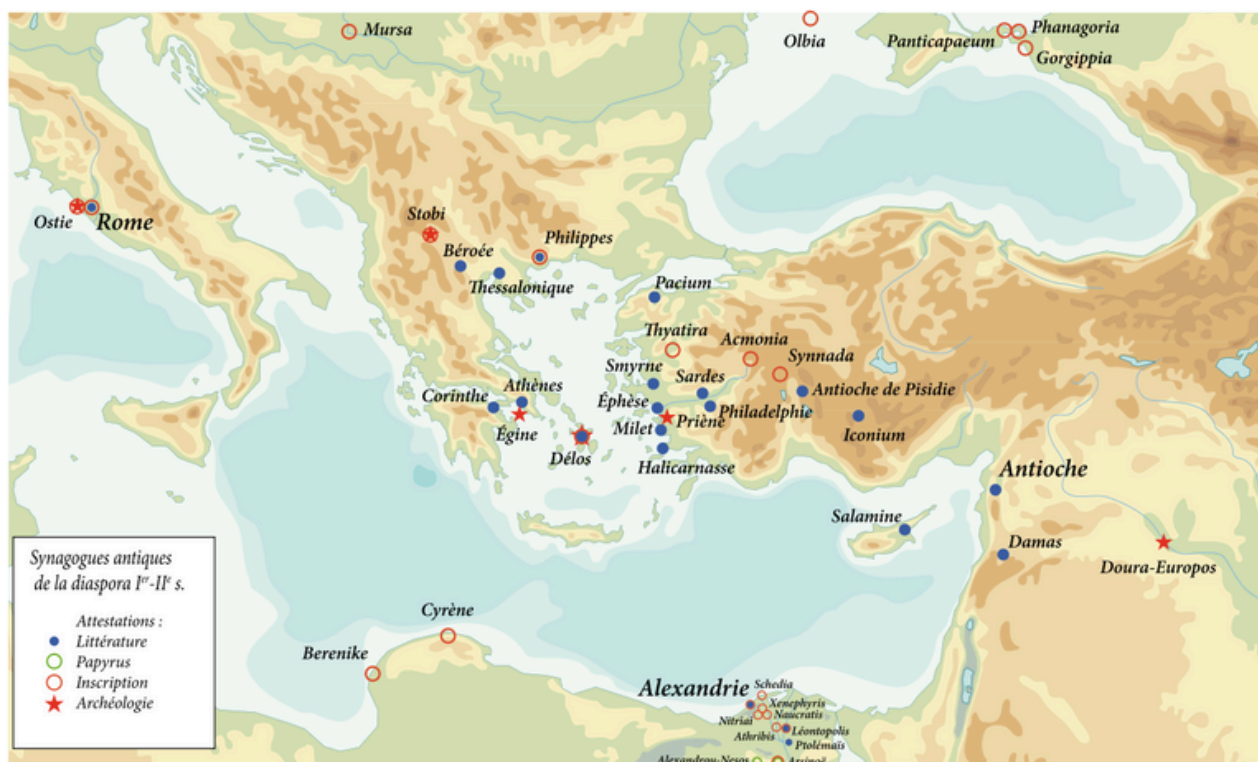 Mursa
Olbia
Panticapaeum
Phanagoria
Gorgippia
Ostie
Rome
Stobi
Béroée
Philippes
Thessalonique
Pacium
Thyatira
Acmonia
Synnada
Smyrne
Sardes
Antioche de Pisidie
Corinthe
Athènes
Éphèse
Philadelphie
Égine
Priène
Milet
Iconium
Délos
Halicarnasse
Antioche
Salamine
Damas
Doura-Europos
Synagogues antiques
de la diaspora Ier-IIe s.
Attestations :
Littérature
Papyrus
Inscription
Archéologie
Cyrène
Berenike
Alexandrie
Schedia
Xenephyris
Nitriai
Naucratis
Athribis
Léontopolis
Ptolémaïs
Alexandrou-Nesos
Arsinoë